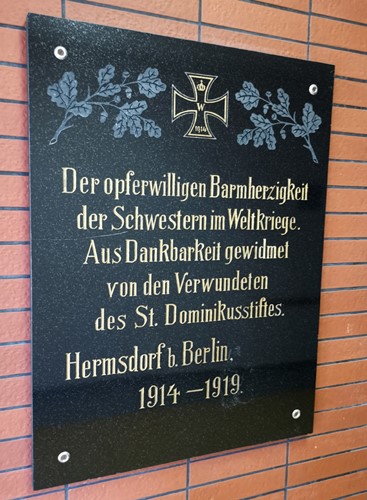 W
1914
Der opferwilligen Barmherzigkeit
der Schwestern im Weltkriege.
Aus Dankbarkeit gewidmet
von den Verwundeten
des St. Dominikusstiftes.
Hermsdorf b. Berlin,
1914–1919.